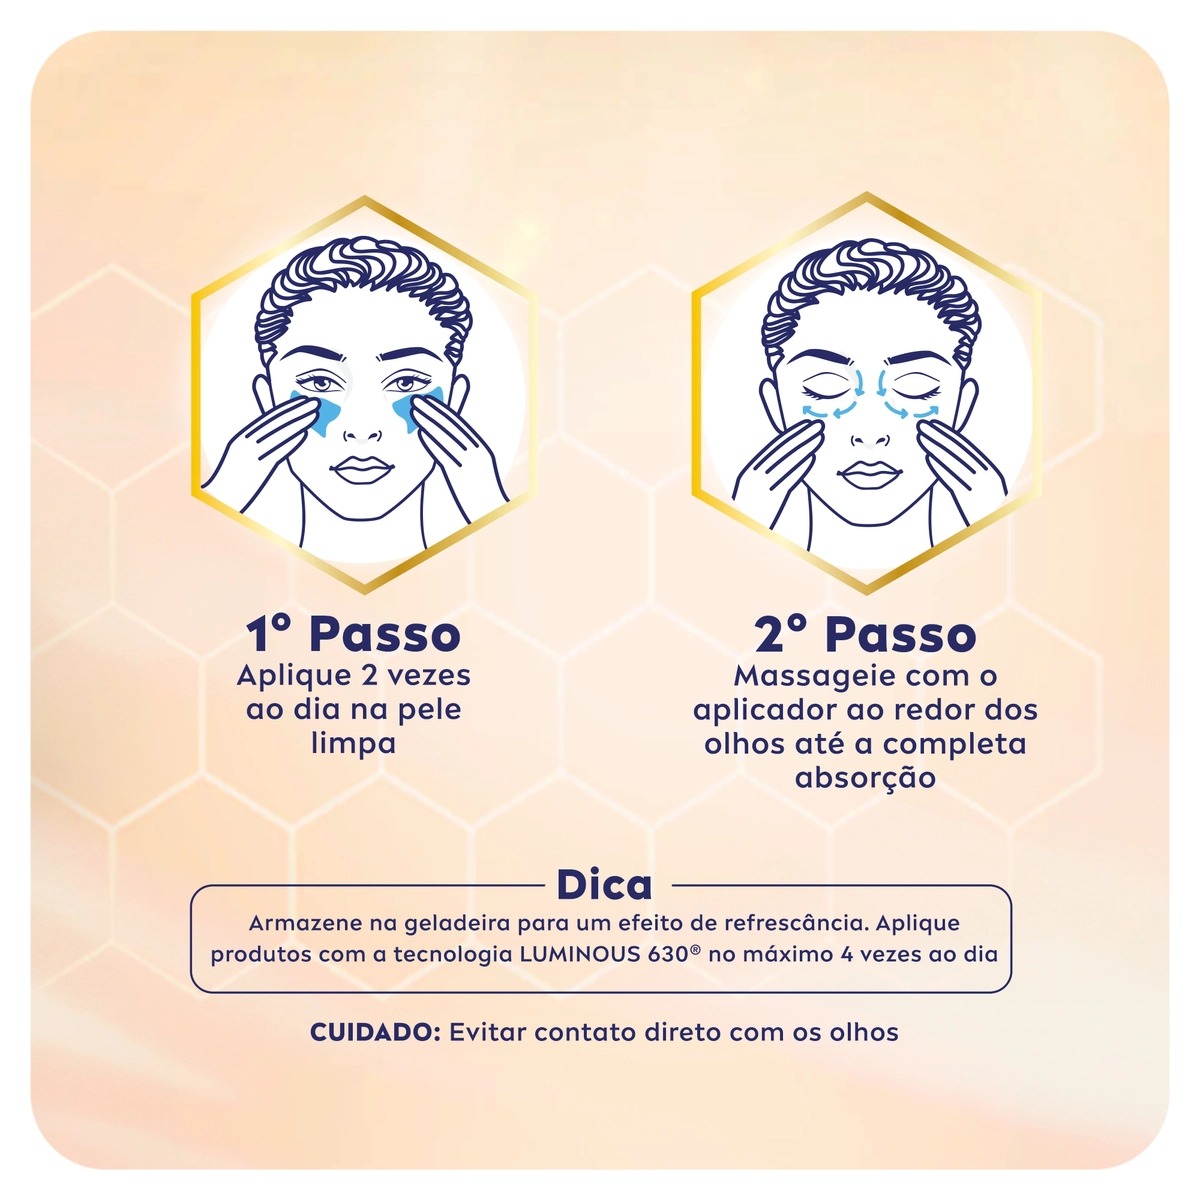 1° Passo
Aplique 2 vezes
ao dia na pele
limpa
2° Passo
Massageie com o
aplicador ao redor dos
olhos até a completa
absorção
Dica
Armazene na geladeira para um efeito de refrescância. Aplique
produtos com a tecnologia LUMINOUS 630® no máximo 4 vezes ao dia
CUIDADO: Evitar contato direto com os olhos